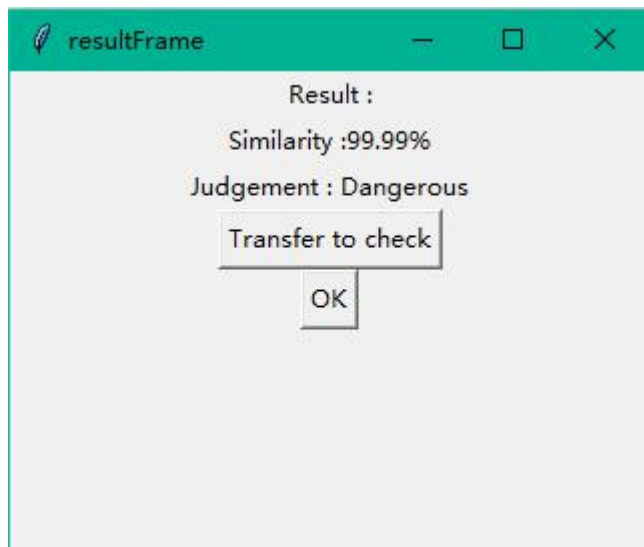 resultFrame
Result :
Similarity :99.99%
Judgement : Dangerous
Transfer to check
OK